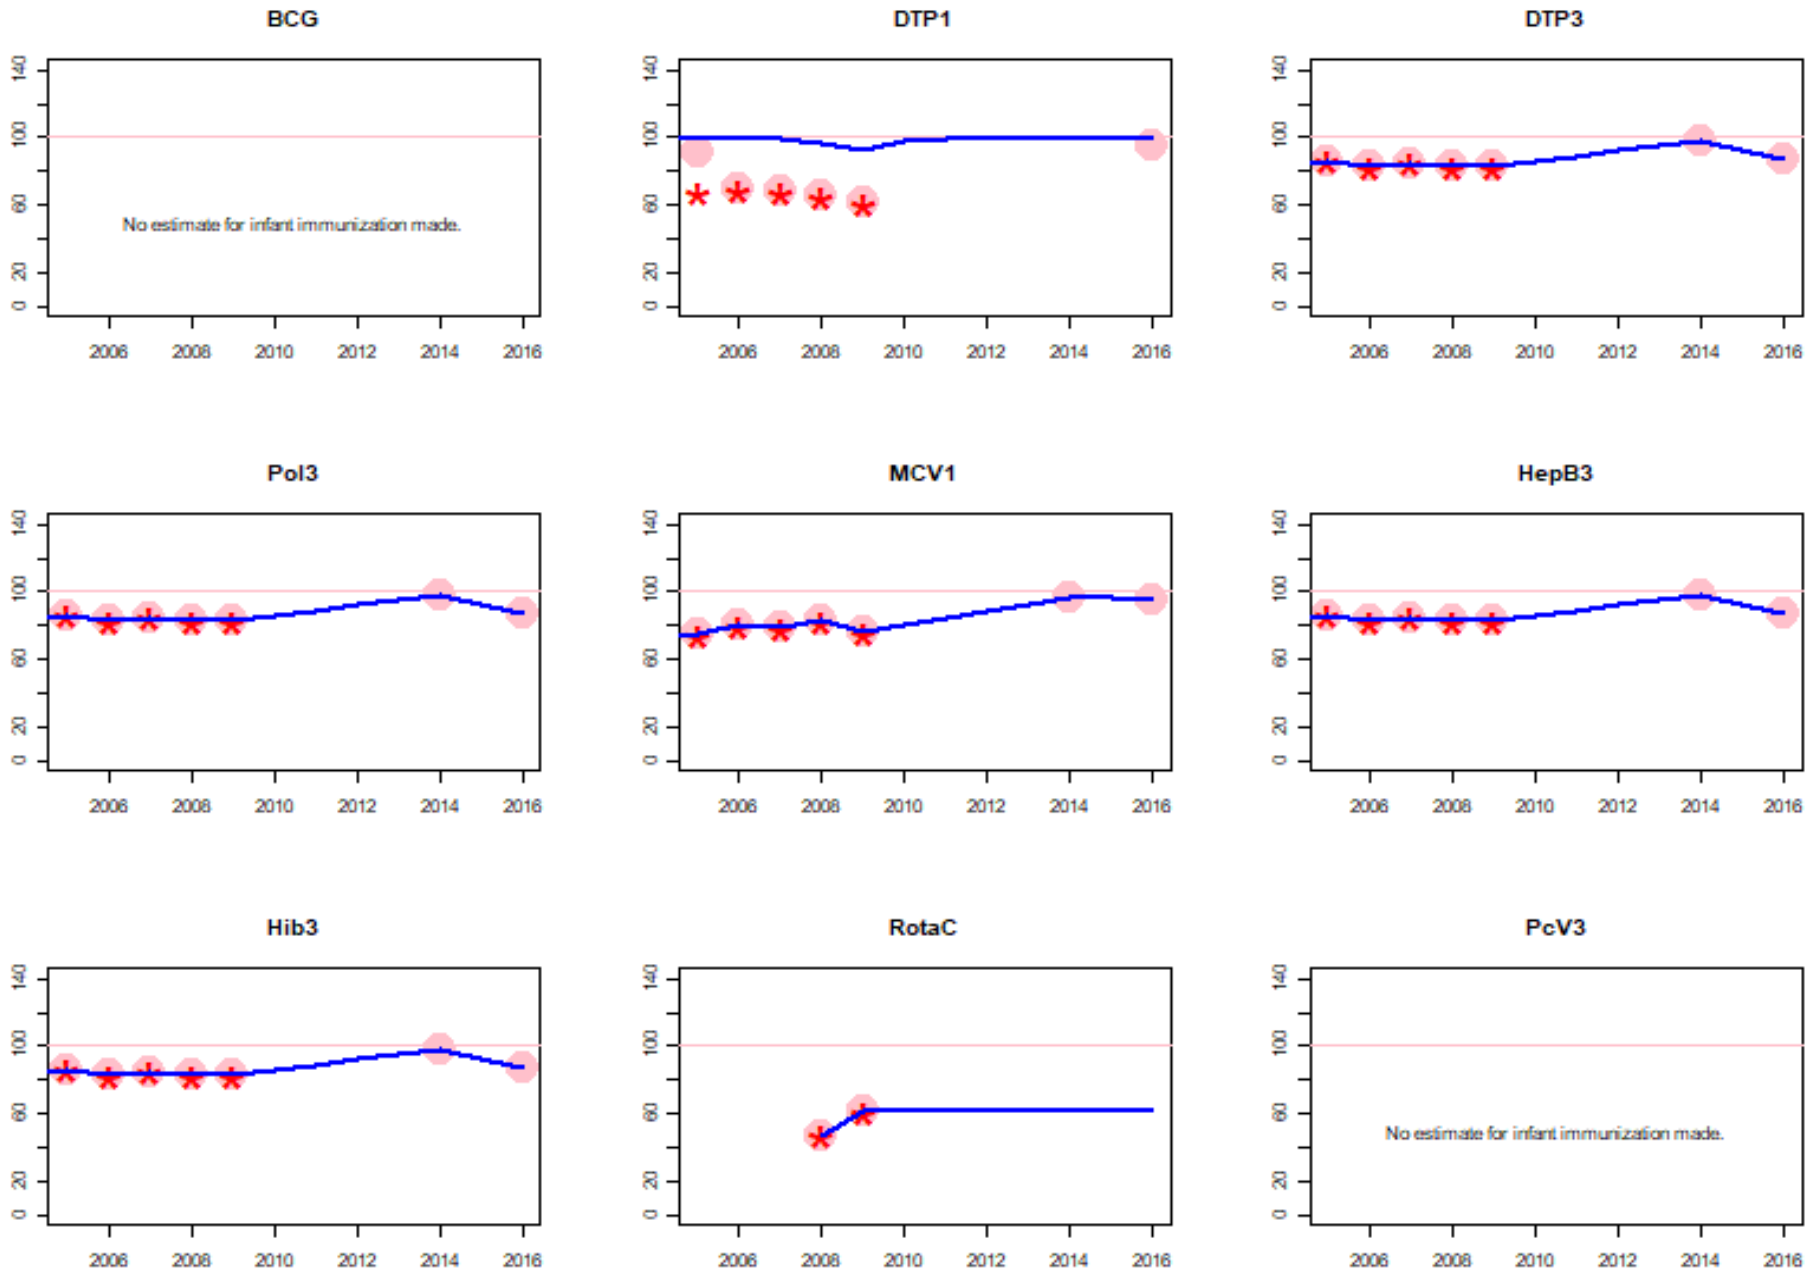 BCG DTP1 DTP3
140 140 140
100 100 100
60 60 60
No estimate for infant immunization made.
20 20 20
0 0 0
2006 2008 2010 2012 2014 2016 2006 2008 2010 2012 2014 2016 2006 2008 2010 2012 2014 2016
Pol3 MCV1 HepB3
140 140 140
100 100 100
60 60 60
20 20 20
0 0 0
2006 2008 2010 2012 2014 2016 2006 2008 2010 2012 2014 2016 2006 2008 2010 2012 2014 2016
Hib3 RotaC PcV3
140 140 140
100 100 100
60 60 60
No estimate for infant immunization made.
20 20 20
0 0 0
2006 2008 2010 2012 2014 2016 2006 2008 2010 2012 2014 2016 2006 2008 2010 2012 2014 2016